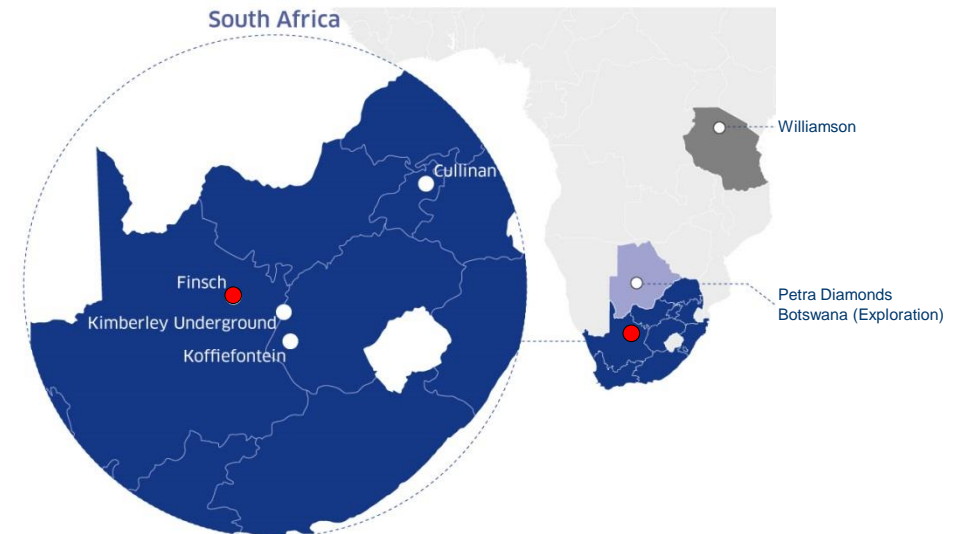 South Africa
Cullinan
Finsch
Kimberley Underground
Koffiefontein
Williamson
Petra Diamonds
Botswana (Exploration)